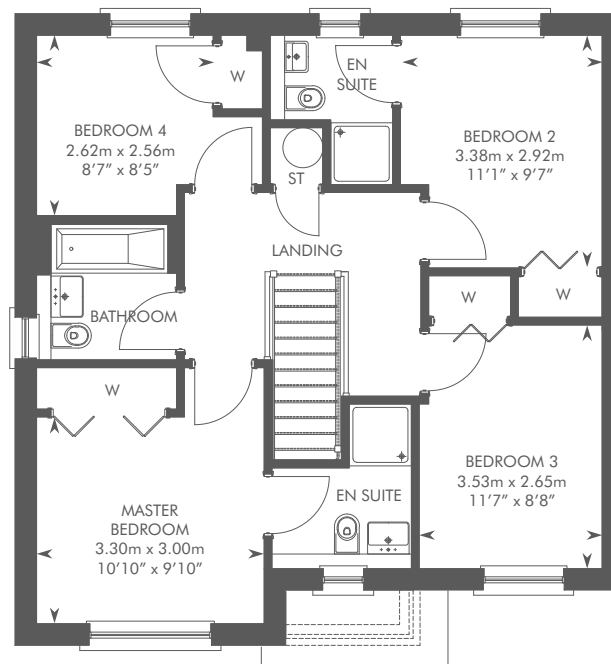 W
BEDROOM 4
2.62m x 2.56m
8’7” x 8’5”
EN
SUITE
BEDROOM 2
3.38m x 2.92m
11’1” x 9’7”
ST
LANDING
W
W
BATHROOM
W
MASTER
BEDROOM
3.30m x 3.00m
10’10” x 9’10”
EN SUITE
BEDROOM 3
3.53m x 2.65m
11’7” x 8’8”